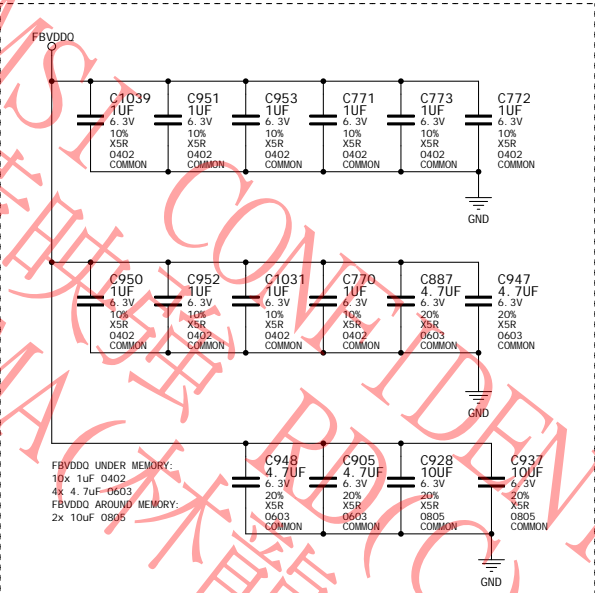 FBVDDQ
C1039
1UF
6.3V
10%
X5R
0402
COMMON
C951
1UF
6.3V
10%
X5R
0402
COMMON
C953
1UF
6.3V
10%
X5R
0402
COMMON
C771
1UF
6.3V
10%
X5R
0402
COMMON
C773
1UF
6.3V
10%
X5R
0402
COMMON
C772
1UF
6.3V
10%
X5R
0402
COMMON
GND
C950
1UF
6.3V
10%
X5R
0402
COMMON
C952
1UF
6.3V
10%
X5R
0402
COMMON
C1031
1UF
6.3V
10%
X5R
0402
COMMON
C770
1UF
6.3V
10%
X5R
0402
COMMON
C887
4.7UF
6.3V
20%
X5R
0603
COMMON
C947
4.7UF
6.3V
20%
X5R
0603
COMMON
GND
FBVDDQ UNDER MEMORY:
10x 1uF 0402
4x 4.7uF 0603
FBVDDQ AROUND MEMORY:
2x 10uF 0805
C948
4.7UF
6.3V
20%
X5R
0603
COMMON
C905
4.7UF
6.3V
20%
X5R
0603
COMMON
C928
10UF
6.3V
20%
X5R
0805
COMMON
C937
10UF
6.3V
20%
X5R
0805
COMMON
GND
MSI CONFIDENT
映強 RD(C
MA(林龍